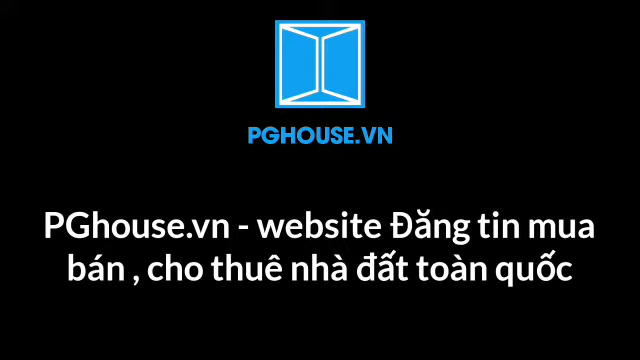 PGHOUSE.VN
PGhouse.vn - website Đăng tin mua
bán , cho thuê nhà đất toàn quốc